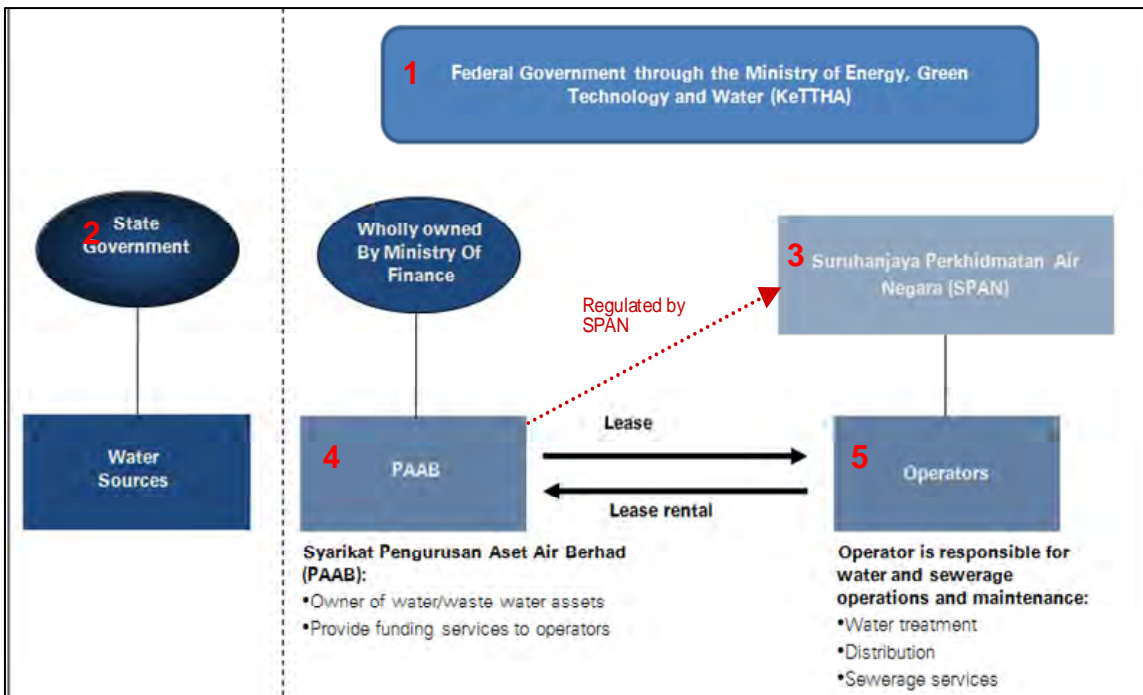 1
Federal Government through the Ministry of Energy, Green
Technology and Water (KeTTHA)
2
State
Government
Wholly owned
By Ministry Of
Finance
3
Suruhanjaya Perkhidmatan Air
Negara (SPAN)
Regulated by
SPAN
Water
Sources
4
PAAB
Lease
Lease rental
5
Operators
Syarikat Pengurusan Aset Air Berhad
(PAAB):
•Owner of water/waste water assets
•Provide funding services to operators
Operator is responsible for
water and sewerage
operations and maintenance:
•Water treatment
•Distribution
•Sewerage services